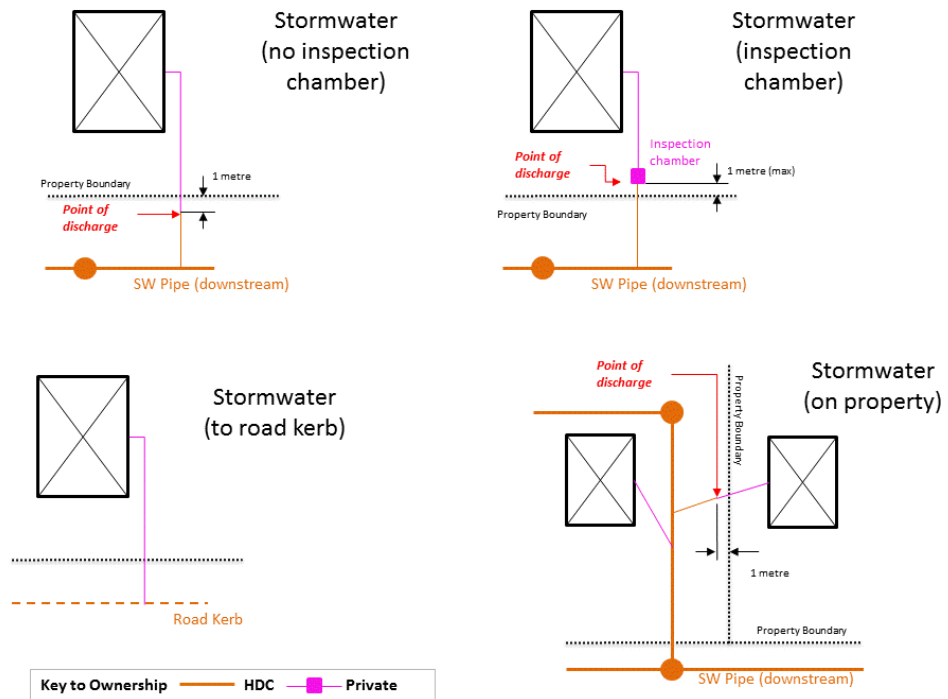 Stormwater
(no inspection
chamber)
1 metre
Property Boundary
Point of
discharge
SW Pipe (downstream)
Stormwater
(inspection
chamber)
Inspection
chamber
Point of
discharge
1 metre (max)
Property Boundary
SW Pipe (downstream)
Stormwater
(to road kerb)
Road Kerb
Stormwater
(on property)
Point of
discharge
Property Boundary
1 metre
Property Boundary
SW Pipe (downstream)
Key to Ownership HDC Private